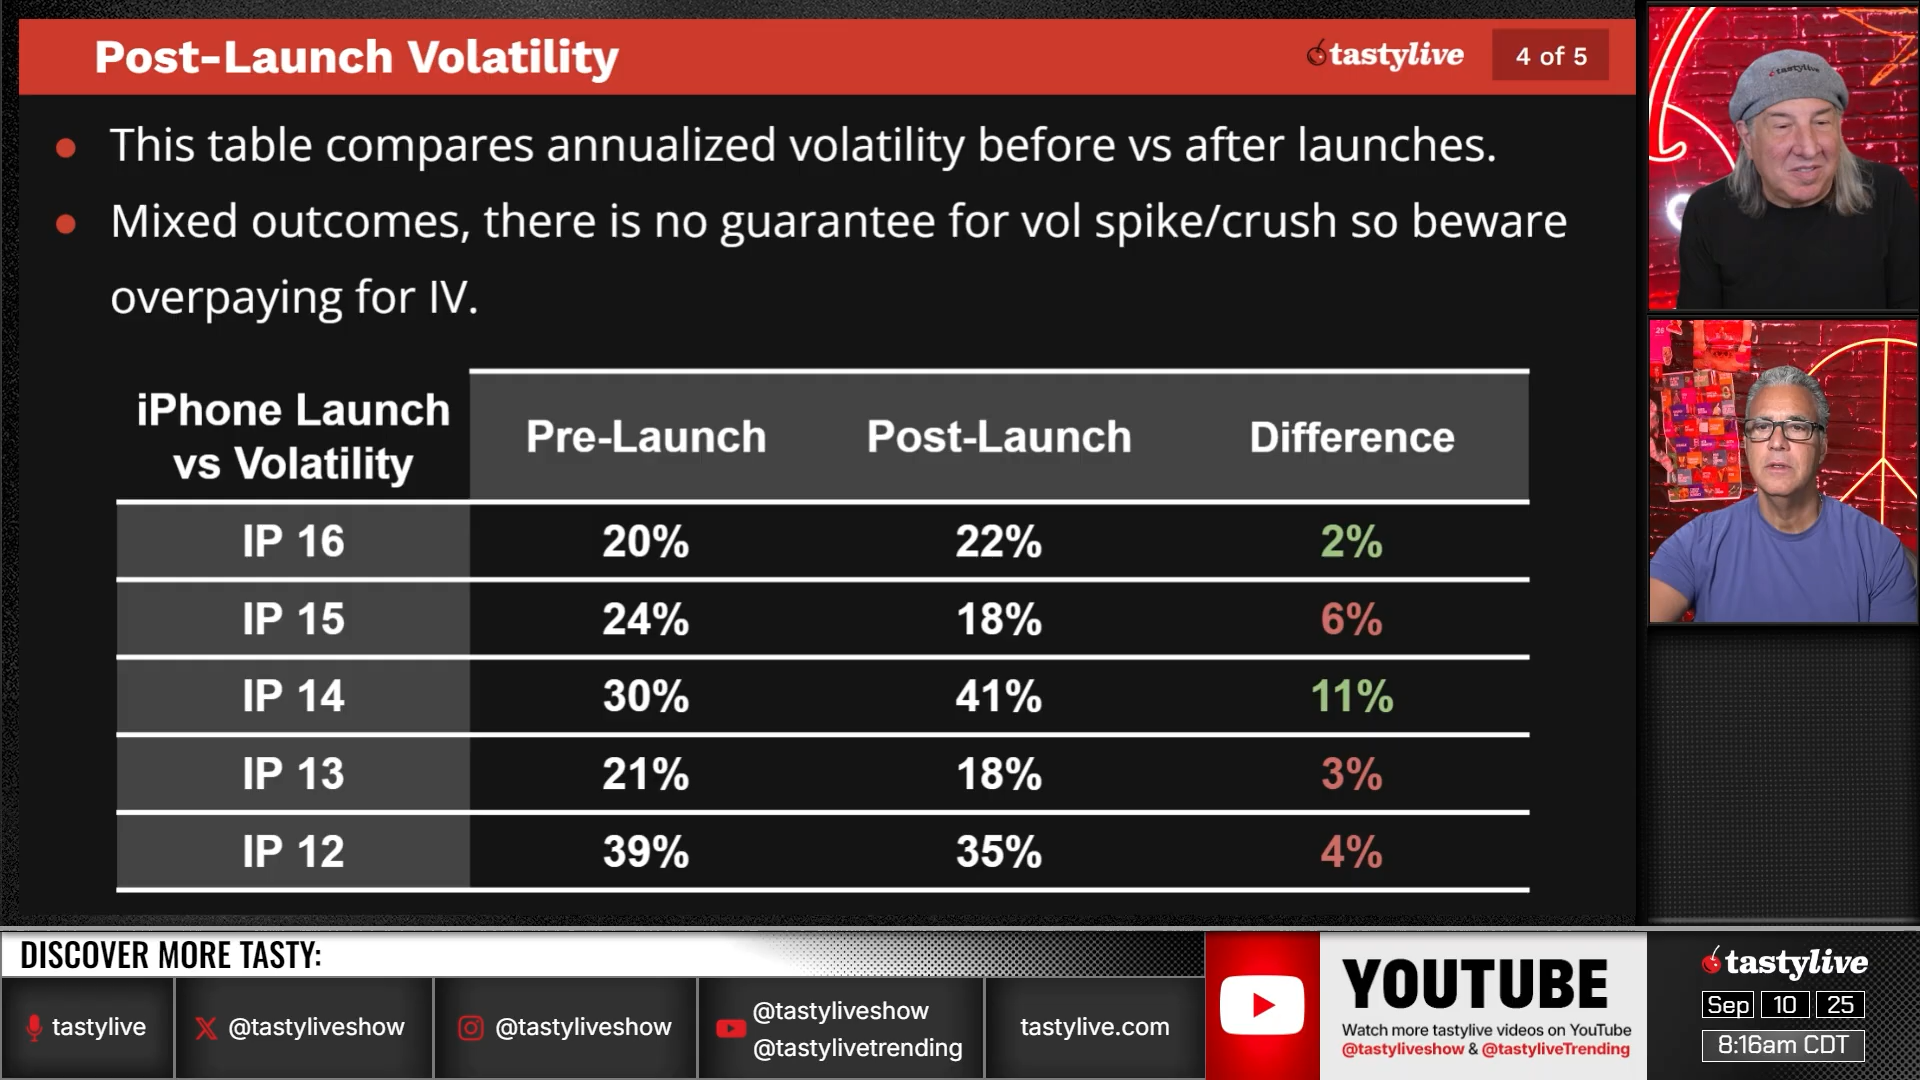 Post-Launch Volatility
tastylive
4 of 5
This table compares annualized volatility before vs after launches.
Mixed outcomes, there is no guarantee for vol spike/crush so beware
overpaying for IV.
iPhone Launch
vs Volatility
Pre-Launch Post-Launch Difference
IP 16 20% 22% 2%
IP 15 24% 18% 6%
IP 14 30% 41% 11%
IP 13 21% 18% 3%
IP 12 39% 35% 4%
tastylive
DISCOVER MORE TASTY:
tastylive
@tastyliveshow
@tastyliveshow
@tastyliveshow
@tastylivetrending
tastylive.com
YOUTUBE
Watch more tastylive videos on YouTube
@tastyliveshow & @tastyliveTrending
tastylive
Sep 10 25
8:16am CDT